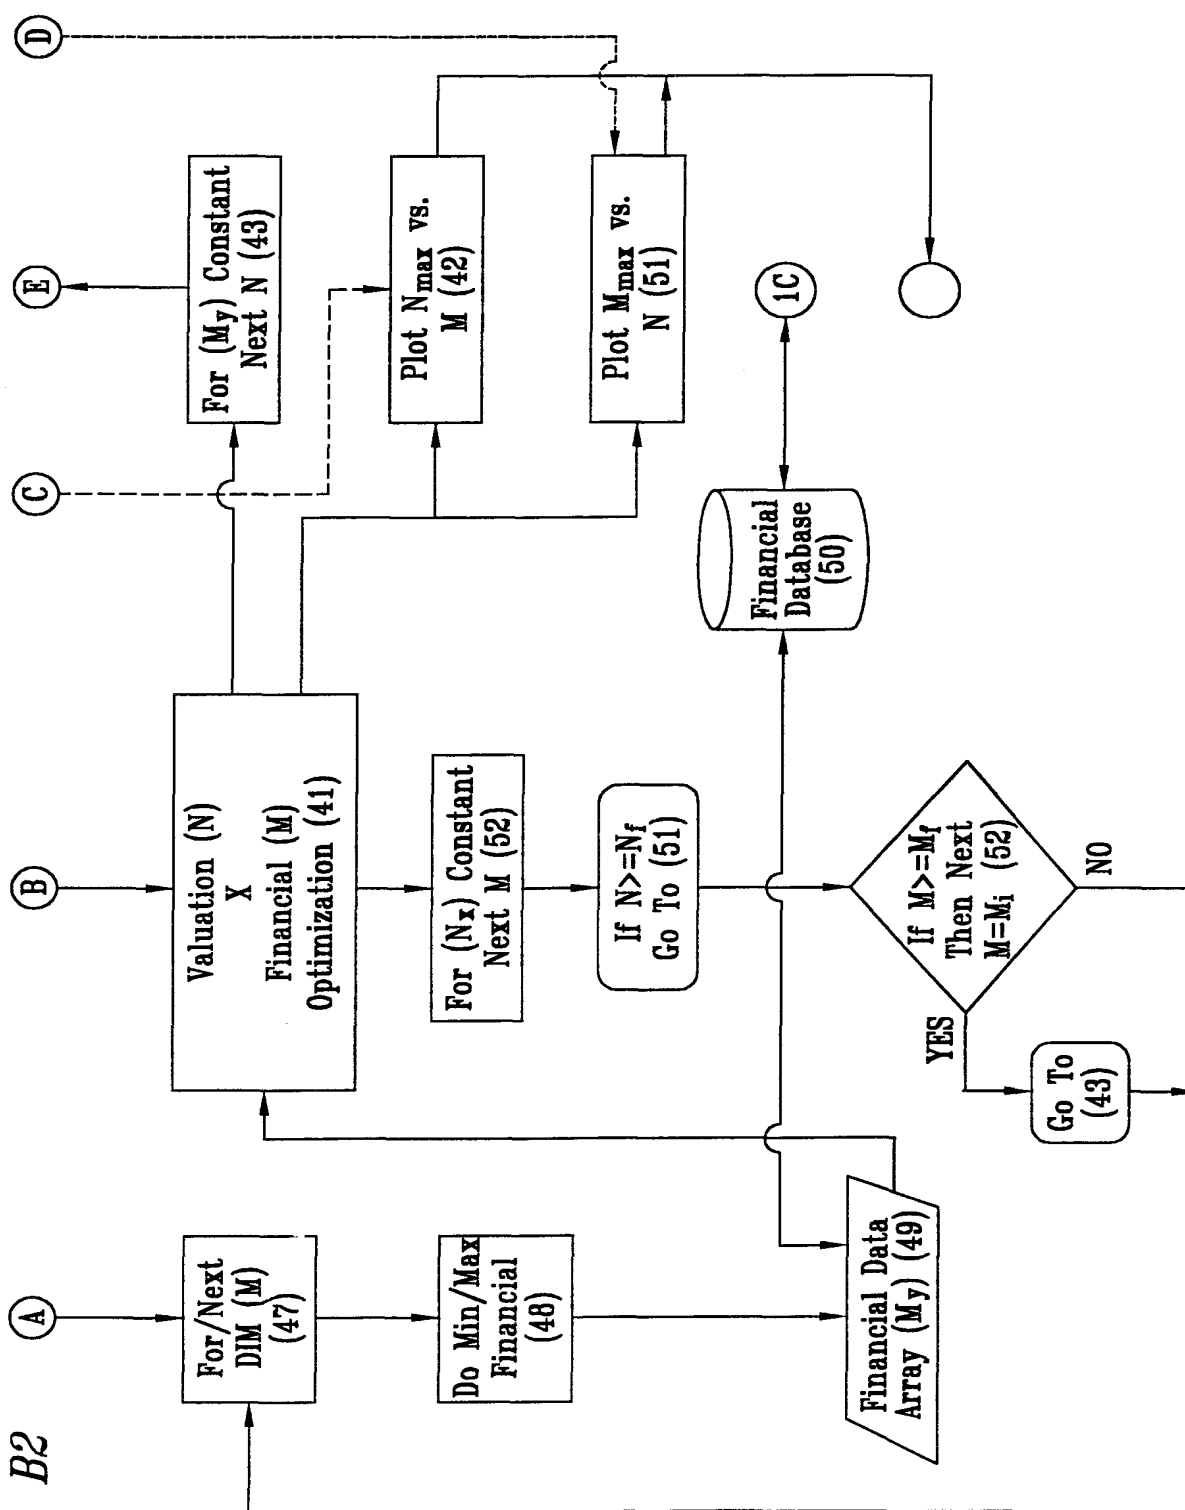 B2
A
For/Next
DIM (M)
(47)
Do Min/Max
Financial
(48)
Financial Data
Array (My) (49)
B
Valuation (N)
X
Financial (M)
Optimization (41)
For (Nx) Constant
Next M (52)
If N>=Nf
Go To (51)
If M>=Mf
Then Next
M=Mi (52)
YES
NO
Go To
(43)
C
D
E
For (My) Constant
Next N (43)
Plot Nmax vs.
M (42)
Plot Mmax vs.
N (51)
Financial
Database
(50)
1C